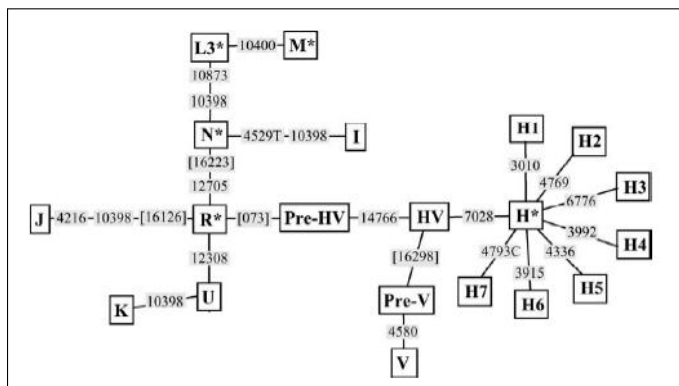 L3* 10400 M*
10873
10398
N* 4529T 10398 I
[16223]
12705
J 4216 10398 [16126] R* [073] Pre-HV 14766 HV 7028 H*
H1
3010
H2
4769
H3
6776
H4
3992
H5
4336
H6
3915
H7
4793C
12308
U
10398
K
[16298]
Pre-V
4580
V